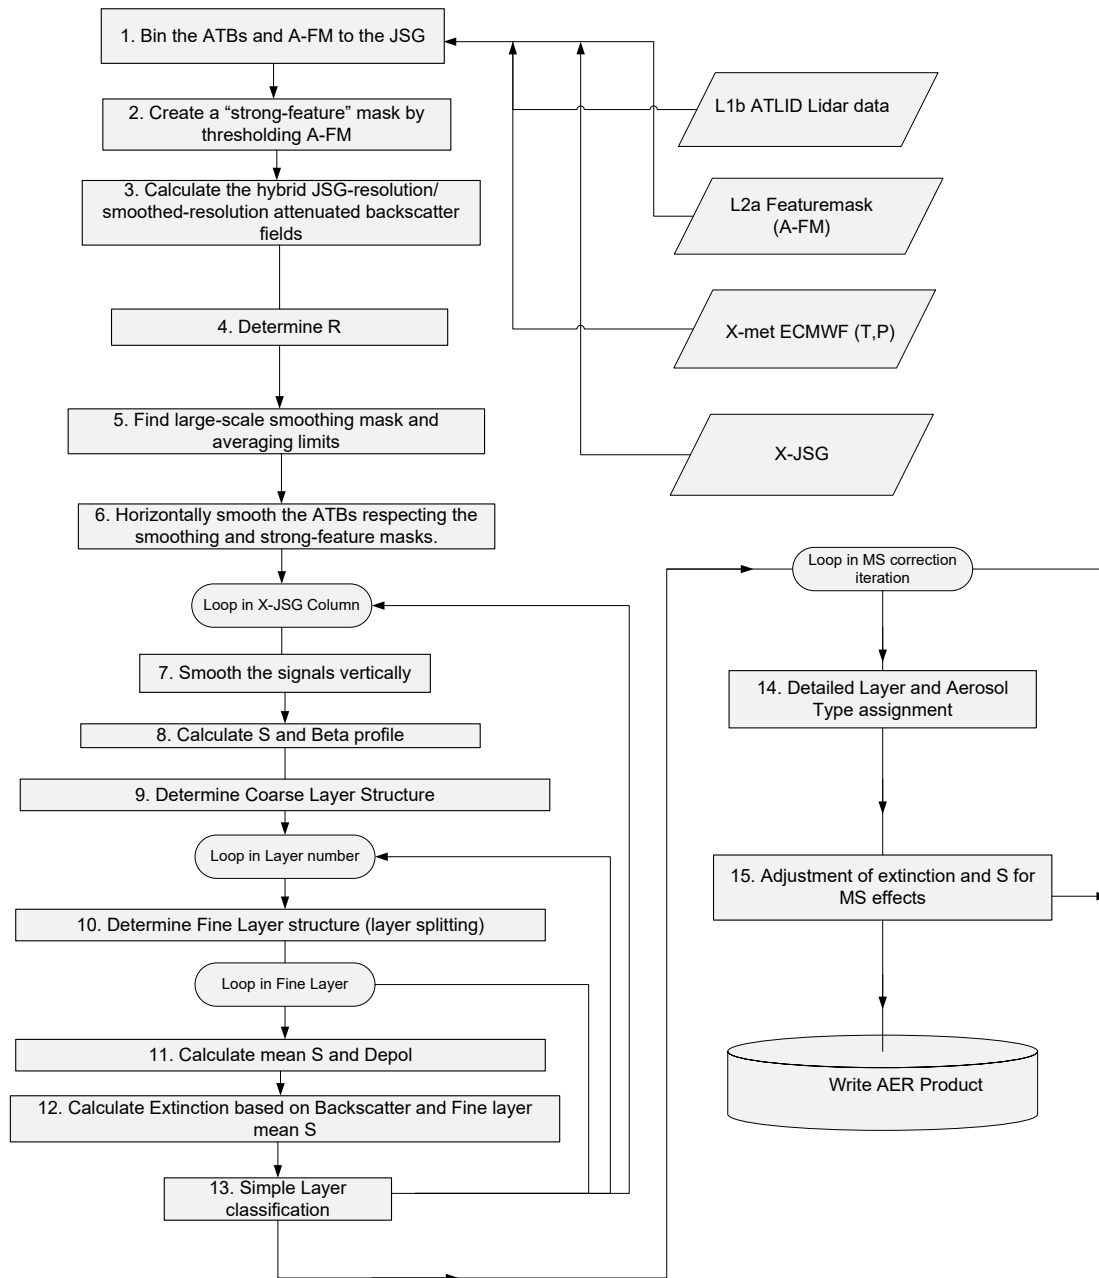 1. Bin the ATBs and A-FM to the JSG
2. Create a “strong-feature” mask by
thresholding A-FM
3. Calculate the hybrid JSG-resolution/
smoothed-resolution attenuated backscatter
fields
4. Determine R
5. Find large-scale smoothing mask and
averaging limits
6. Horizontally smooth the ATBs respecting the
smoothing and strong-feature masks.
Loop in X-JSG Column
7. Smooth the signals vertically
8. Calculate S and Beta profile
9. Determine Coarse Layer Structure
Loop in Layer number
10. Determine Fine Layer structure (layer splitting)
Loop in Fine Layer
11. Calculate mean S and Depol
12. Calculate Extinction based on Backscatter and Fine layer
mean S
13. Simple Layer
classification
L1b ATLID Lidar data
L2a Featuremask
(A-FM)
X-met ECMWF (T,P)
X-JSG
Loop in MS correction
iteration
14. Detailed Layer and Aerosol
Type assignment
15. Adjustment of extinction and S for
MS effects
Write AER Product